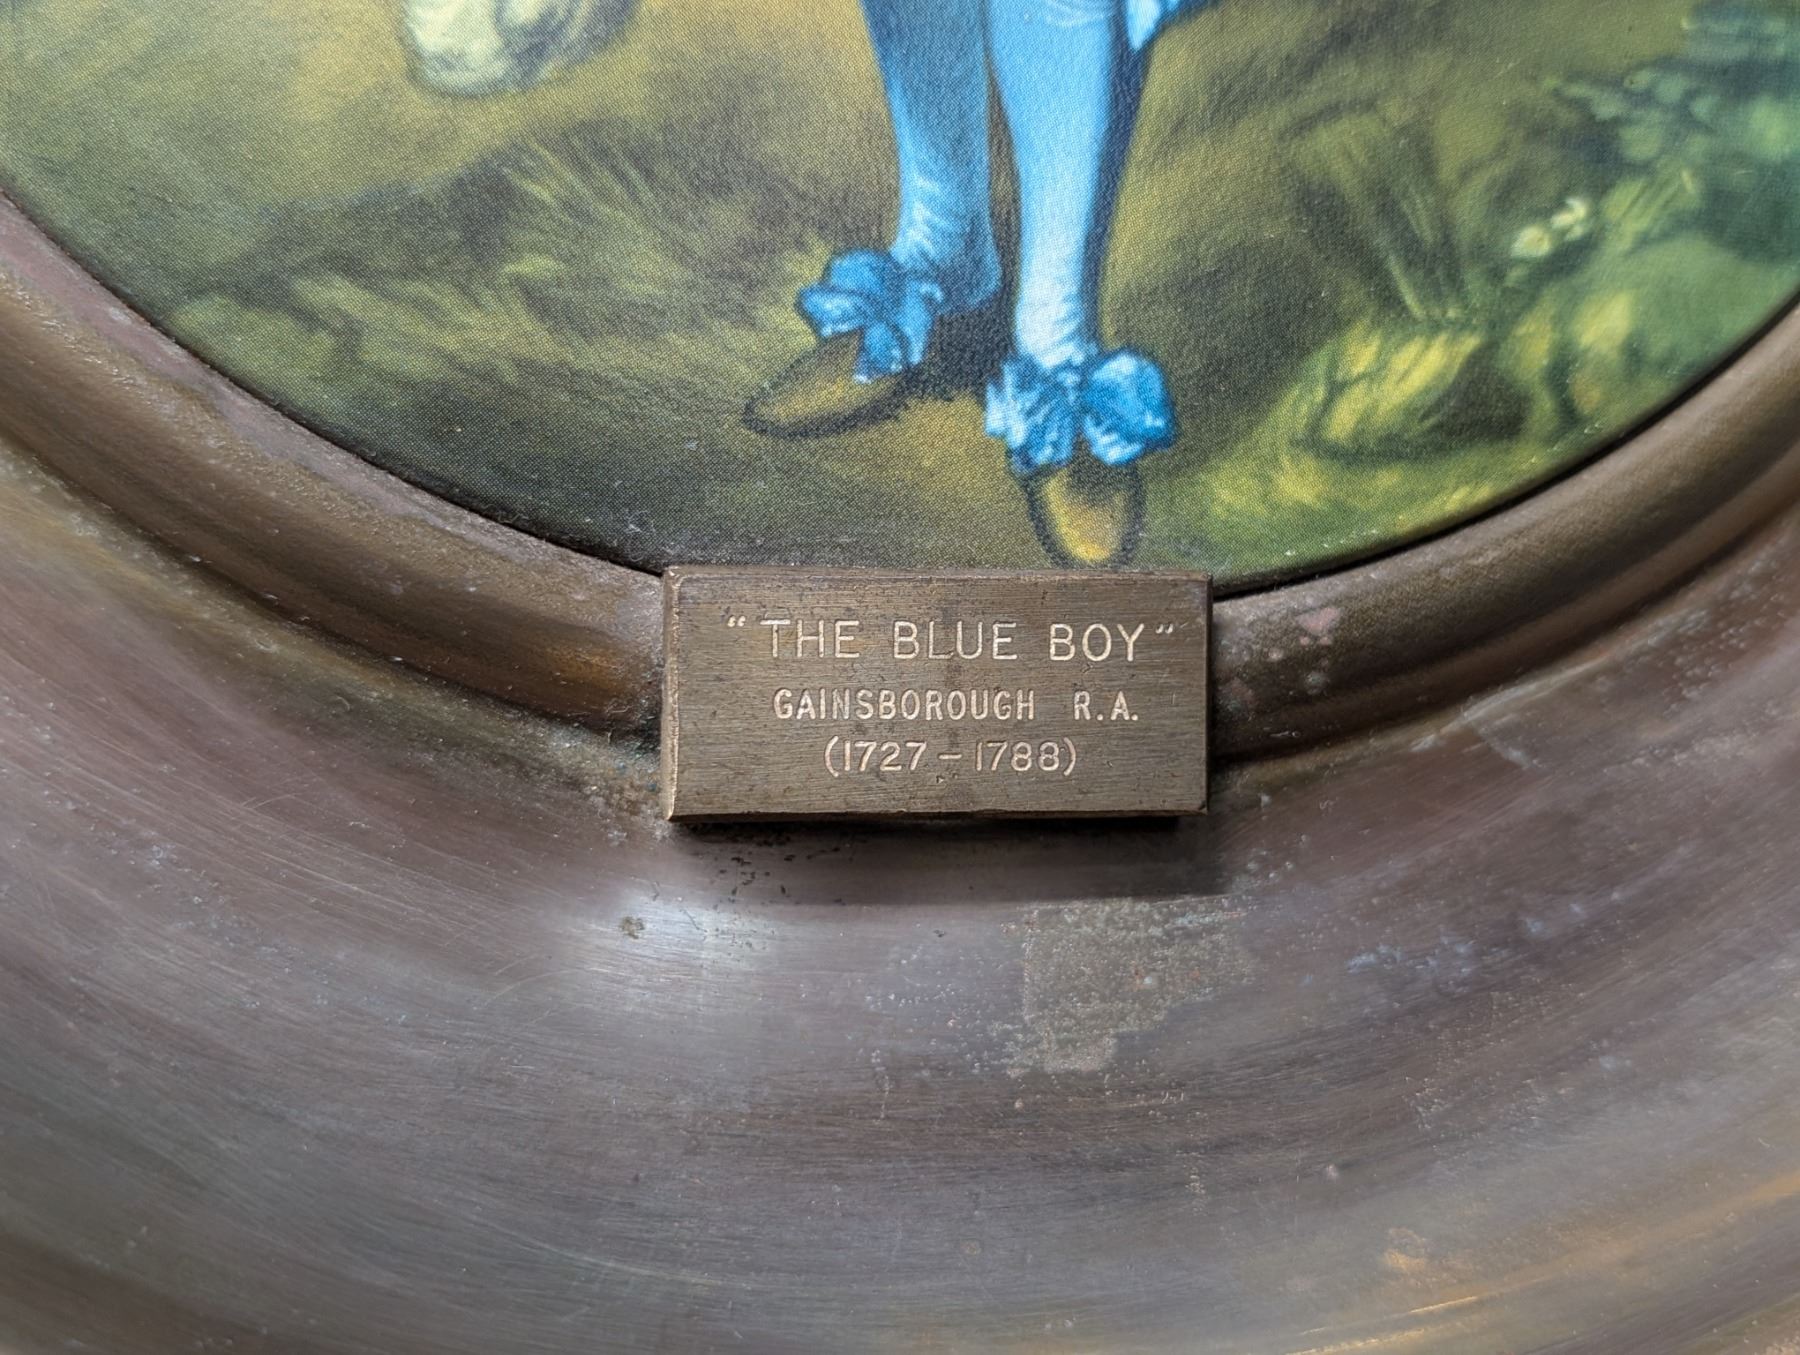 “THE BLUE BOY”
GAINSBOROUGH R.A.
(1727-1788)